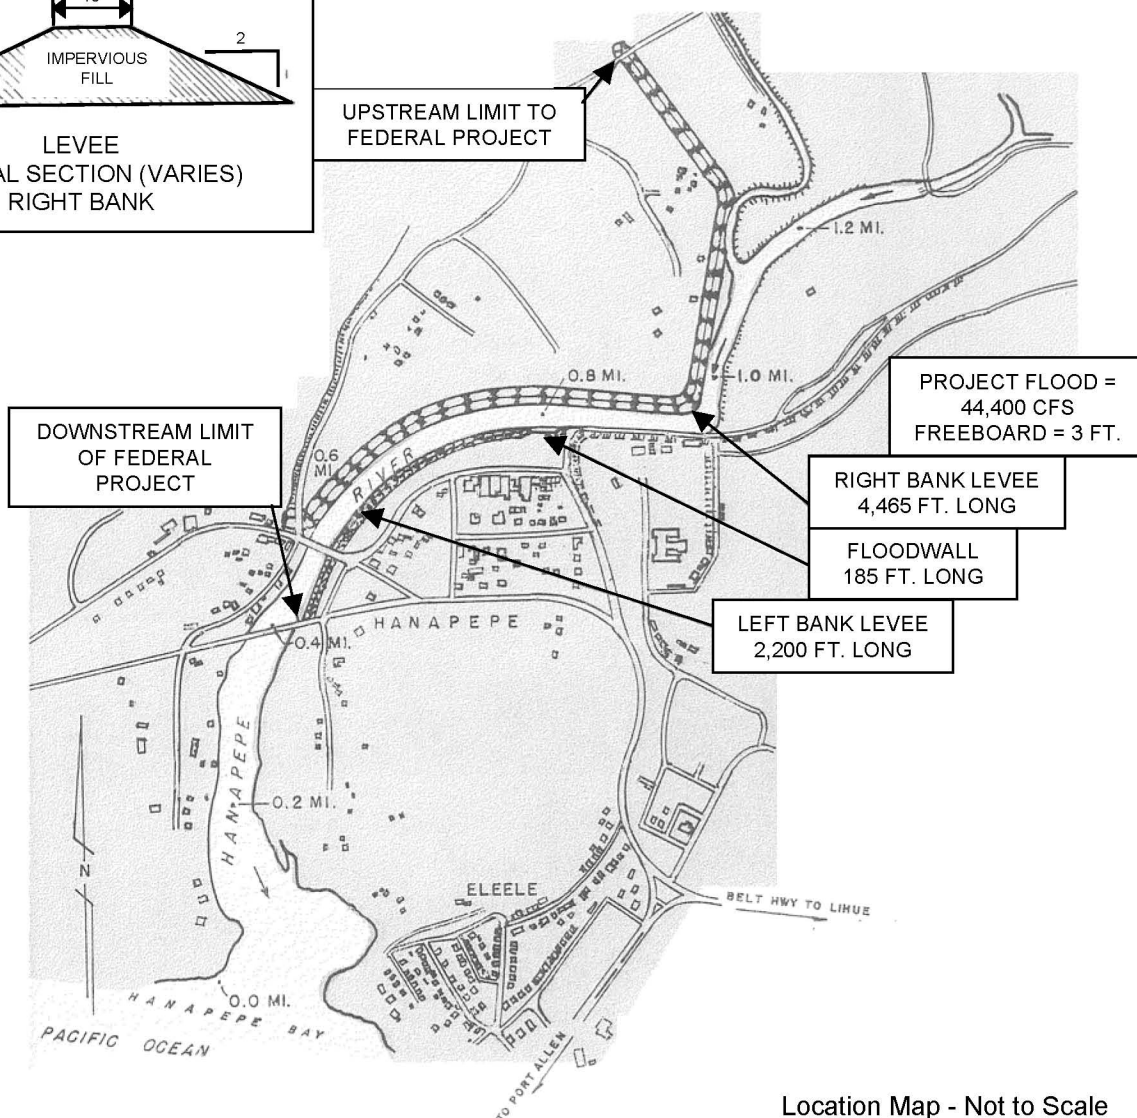 2
IMPERVIOUS
FILL
LEVEE
AL SECTION (VARIES)
RIGHT BANK
UPSTREAM LIMIT TO
FEDERAL PROJECT
1.2 MI.
0.8 MI.
1.0 MI.
PROJECT FLOOD =
44,400 CFS
FREEBOARD = 3 FT.
DOWNSTREAM LIMIT
OF FEDERAL
PROJECT
0.6
MI.
RIVER
RIGHT BANK LEVEE
4,465 FT. LONG
FLOODWALL
185 FT. LONG
LEFT BANK LEVEE
2,200 FT. LONG
HANAPEPE
0.4 MI.
HANAPEPE
0.2 MI.
N
ELEELE
BELT HWY TO LIHUE
0.0 MI.
HANAPEPE BAY
PACIFIC OCEAN
TO PORT ALLEN
Location Map - Not to Scale